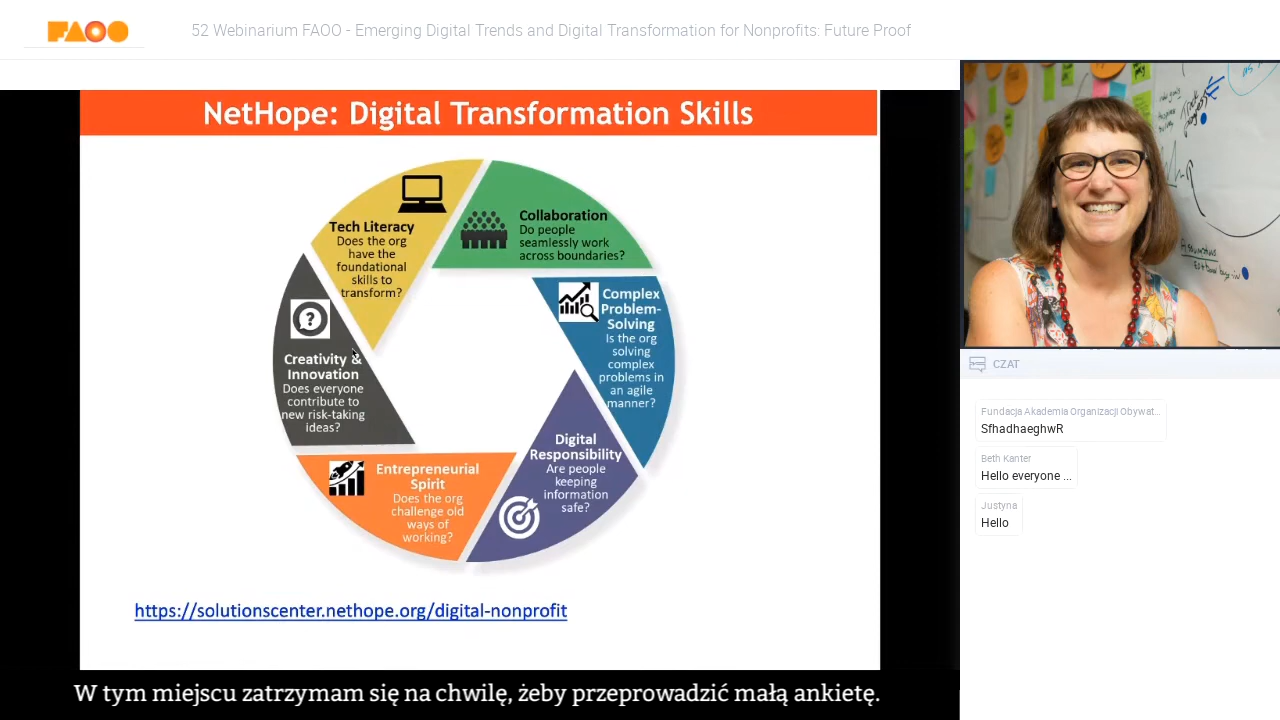 FAOO
52 Webinarium FAOO - Emerging Digital Trends and Digital Transformation for Nonprofits: Future Proof
NetHope: Digital Transformation Skills
Tech Literacy
Does the org
have the
foundational
skills to
transform?
Collaboration
Do people
seamlessly work
across boundaries?
Complex
Problem-
Solving
Is the org
solving
complex
problems in
an agile
manner?
Digital
Responsibility
Are people
keeping
information
safe?
Entrepreneurial
Spirit
Does the org
challenge old
ways of
working?
Creativity &
Innovation
Does everyone
contribute to
new risk-taking
ideas?
https://solutionscenter.nethope.org/digital-nonprofit
W tym miejscu zatrzymam się na chwilę, żeby przeprowadzić małą ankietę.
CZAT
Fundacja Akademia Organizacji Obywat...
SfhadhaeghwR
Beth Kanter
Hello everyone ...
Justyna
Hello